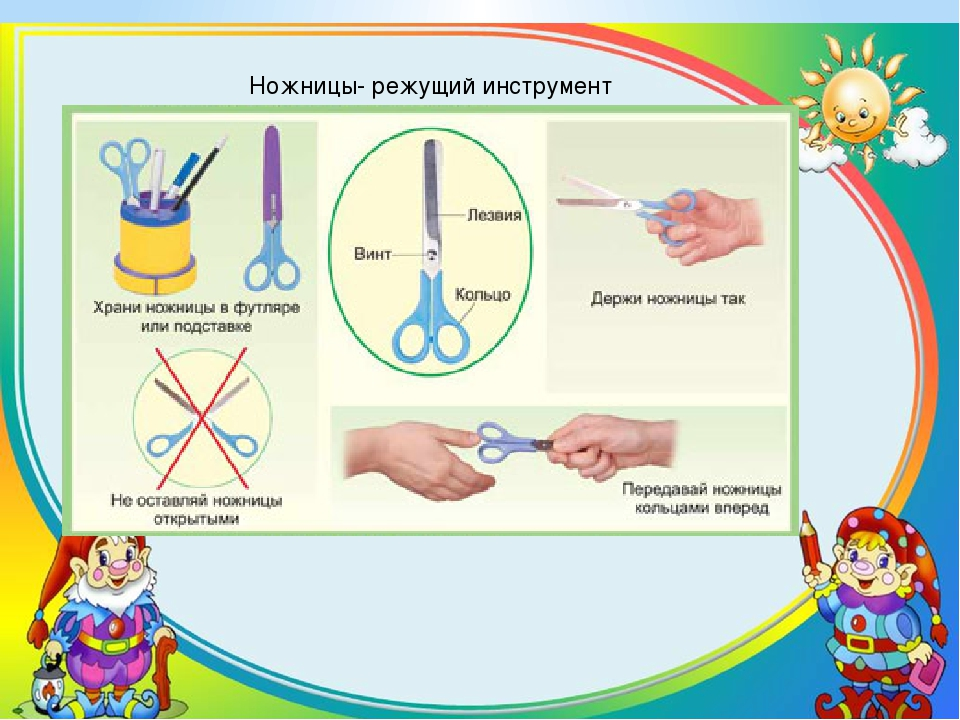 Ножницы- режущий инструмент
Храни ножницы в футляре
или подставке
Лезвия
Винт
Кольцо
Держи ножницы так
Не оставляй ножницы
открытыми
Передавай ножницы
кольцами вперед